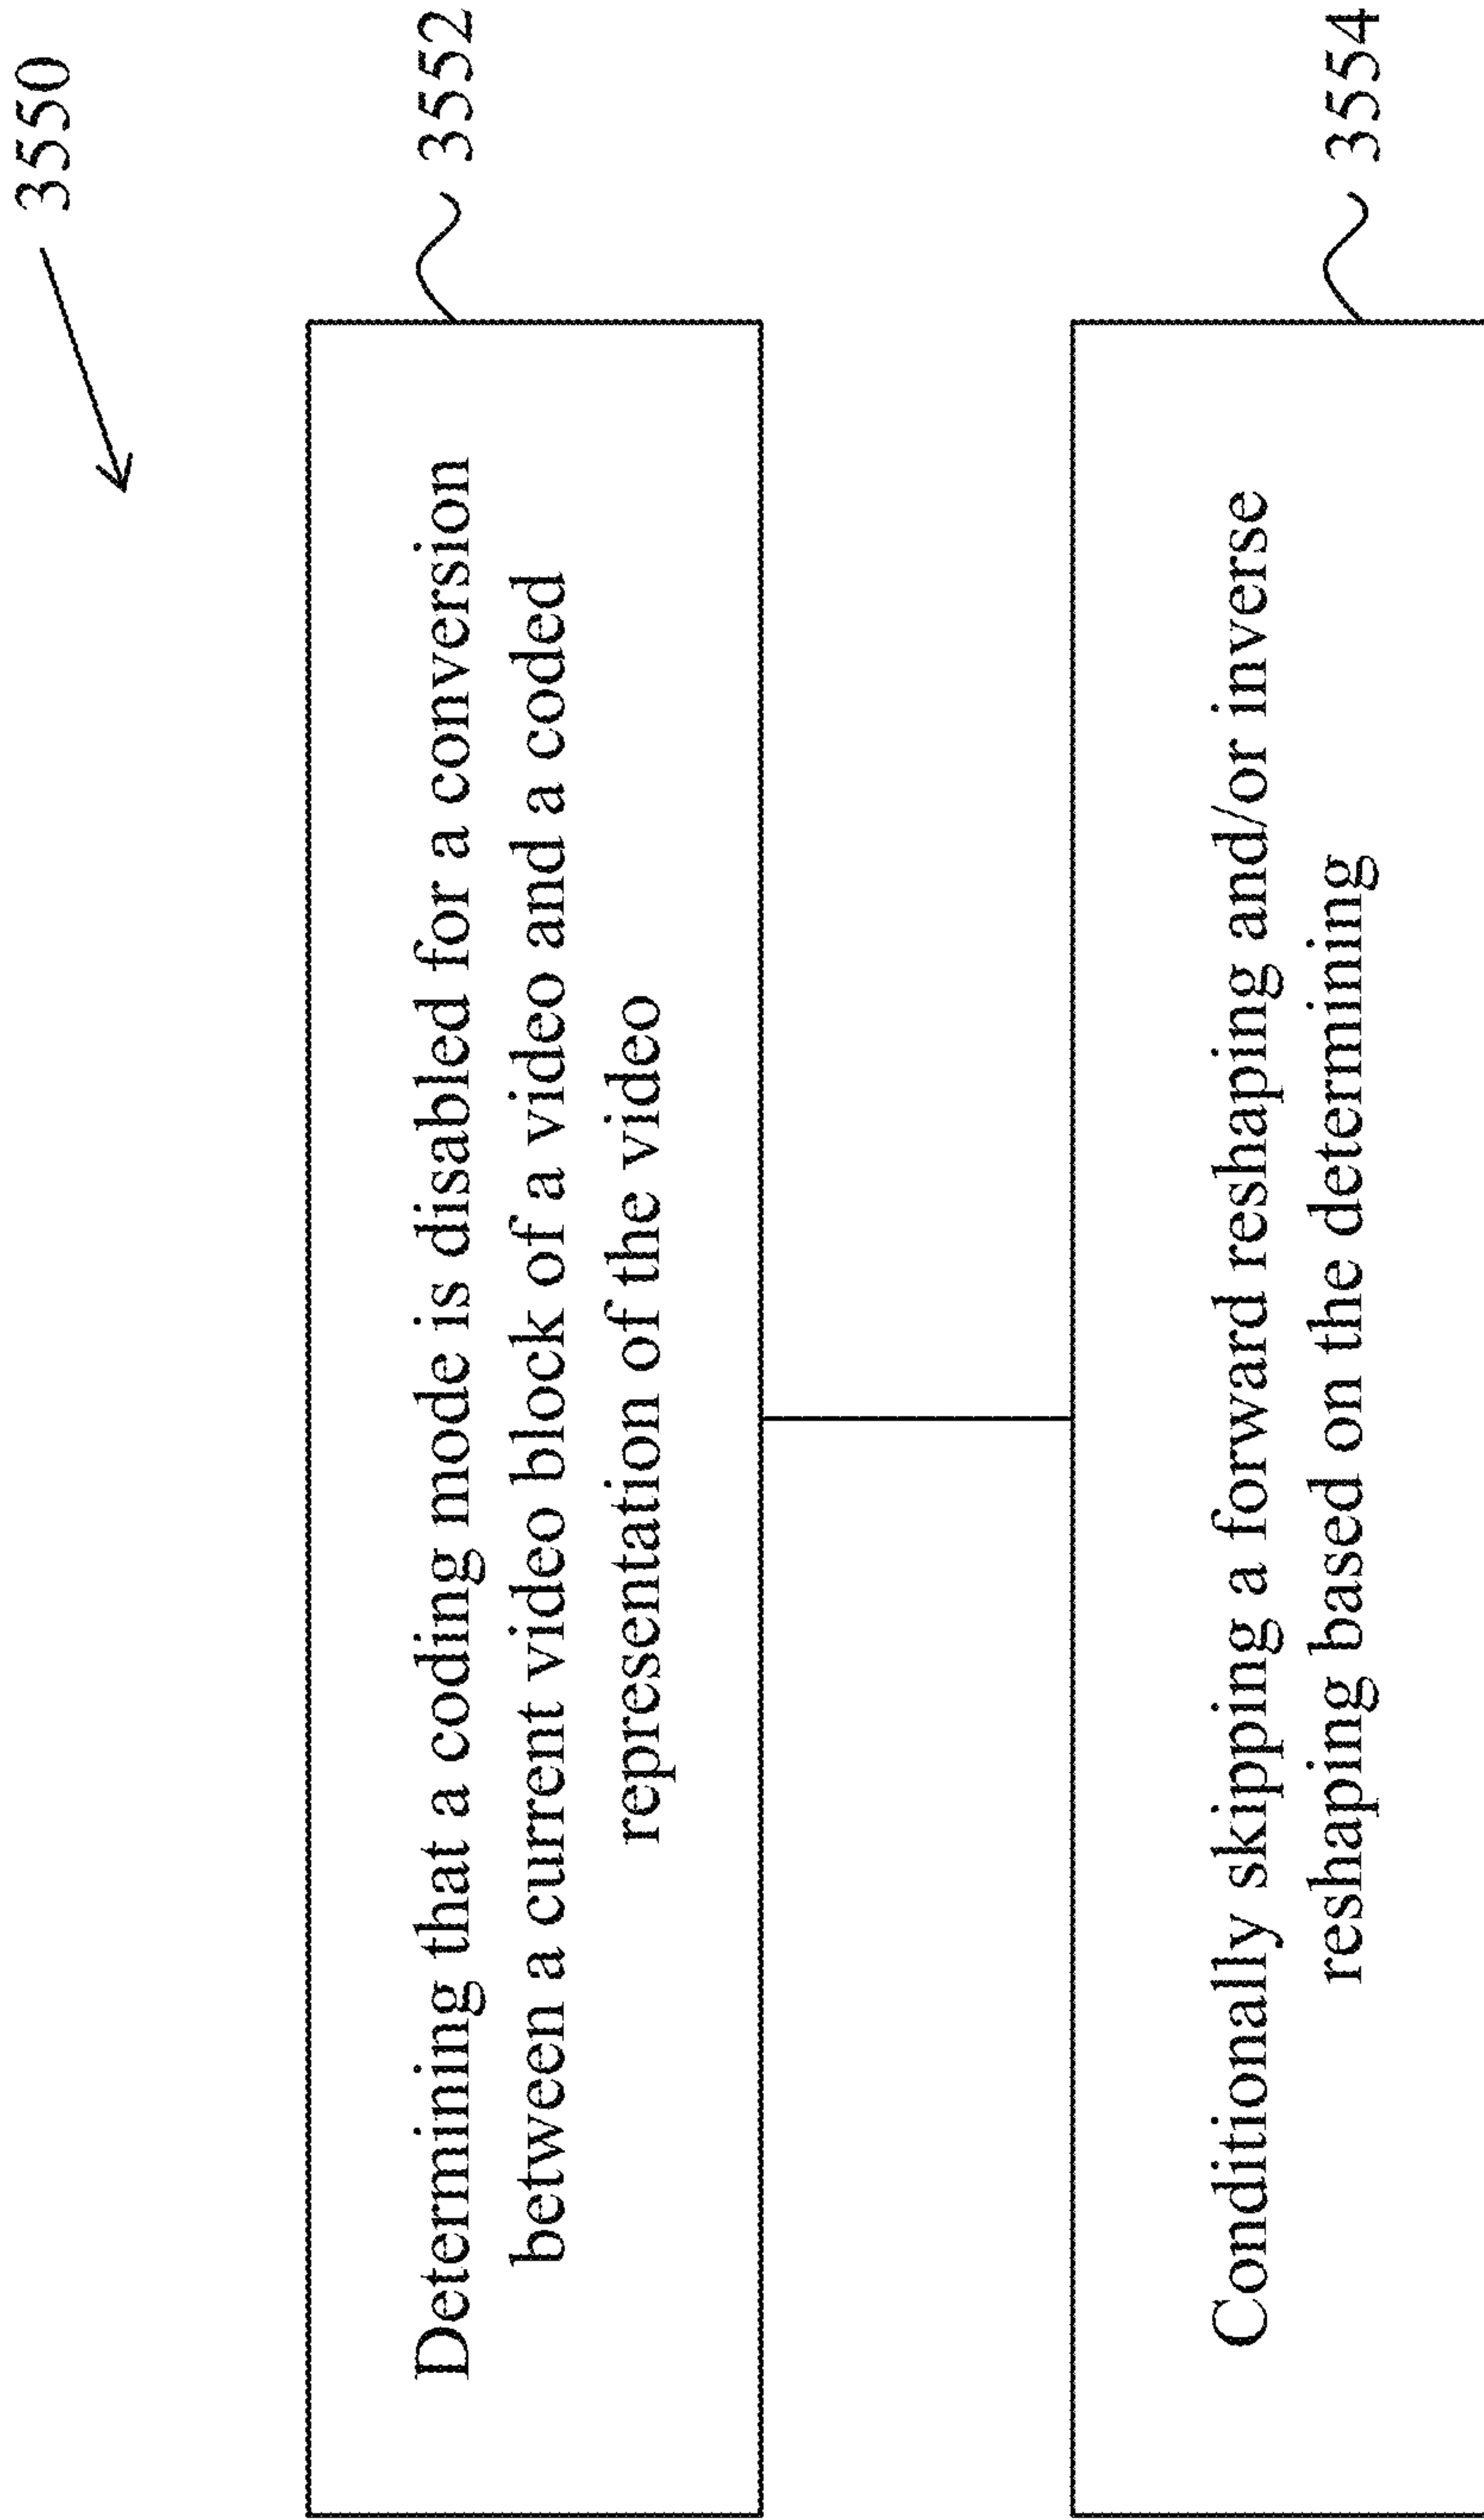 3550
Determining that a coding mode is disabled for a conversion
between a current video block of a video and a coded
representation of the video
3552
Conditionally skipping a forward reshaping and/or inverse
reshaping based on the determining
3554